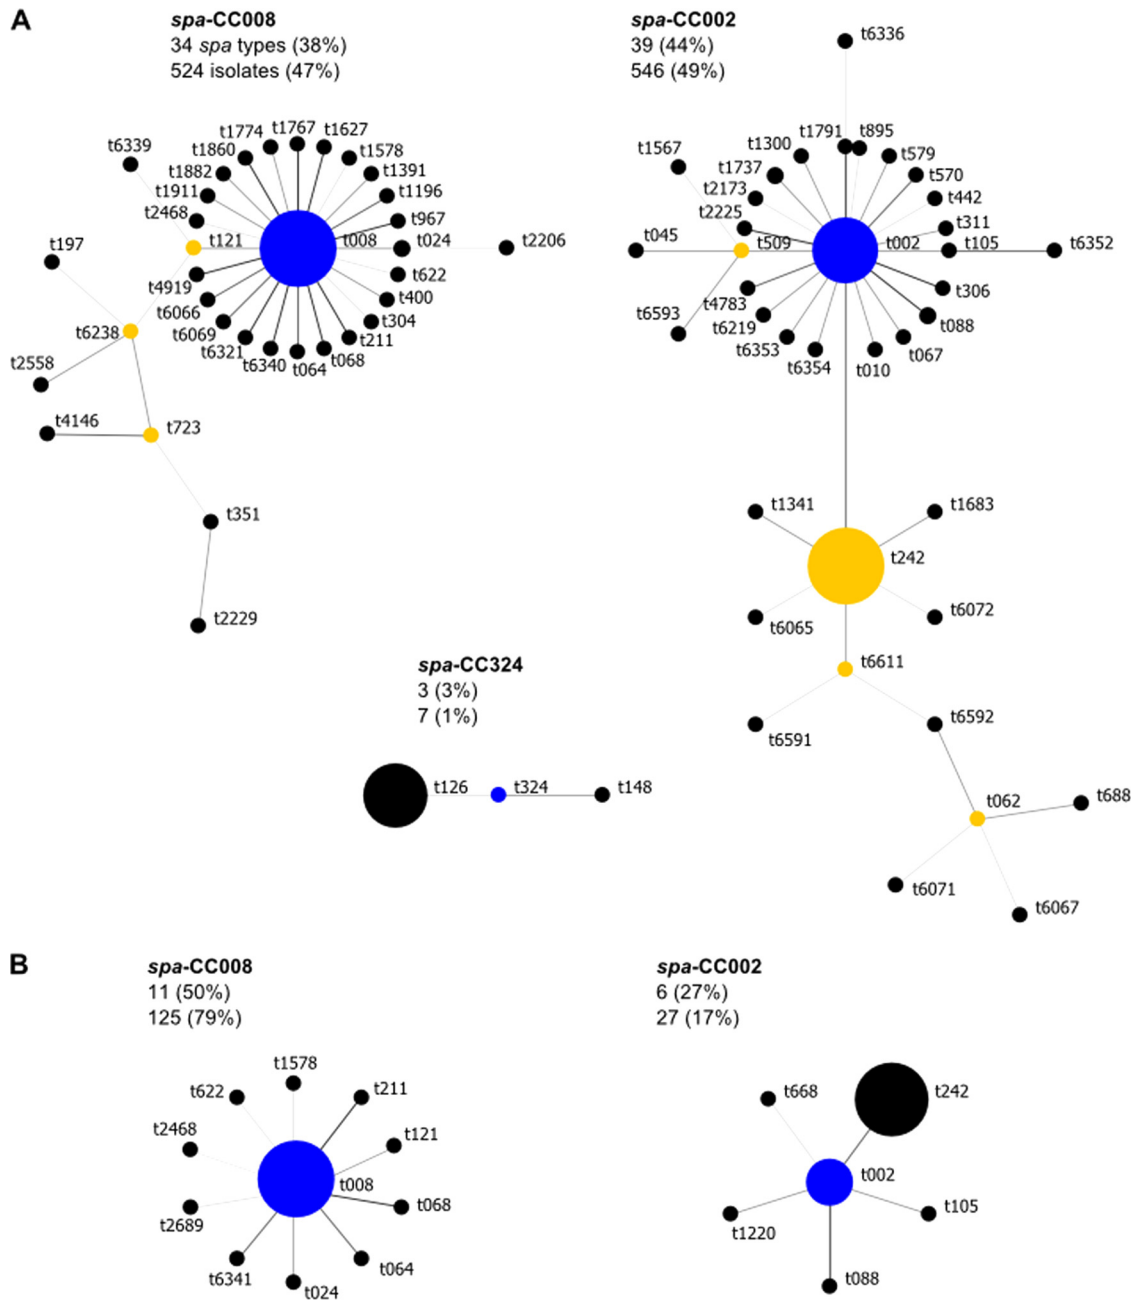 A
spa-CC008
34 spa types (38%)
524 isolates (47%)
spa-CC002
39 (44%)
546 (49%)
t6336
t1774
t1767
t1627
t6339
t1860
t1578
t1882
t1391
t1911
t1196
t2468
t967
t121
t008
t024
t2206
t197
t4919
t622
t6066
t400
t6069
t304
t6238
t6321
t211
t6340
t064
t068
t2558
t4146
t723
t351
t2229
t1791
t895
t1300
t579
t1567
t1737
t570
t2173
t442
t2225
t311
t045
t509
t002
t105
t6352
t4783
t306
t6593
t6219
t088
t6353
t067
t6354
t010
t1341
t1683
t242
t6065
t6072
t6611
t6591
t6592
t062
t688
t6071
t6067
spa-CC324
3 (3%)
7 (1%)
t126
t324
t148
B
spa-CC008
11 (50%)
125 (79%)
spa-CC002
6 (27%)
27 (17%)
t1578
t622
t211
t2468
t121
t008
t068
t2689
t064
t6341
t024
t668
t242
t002
t105
t1220
t088